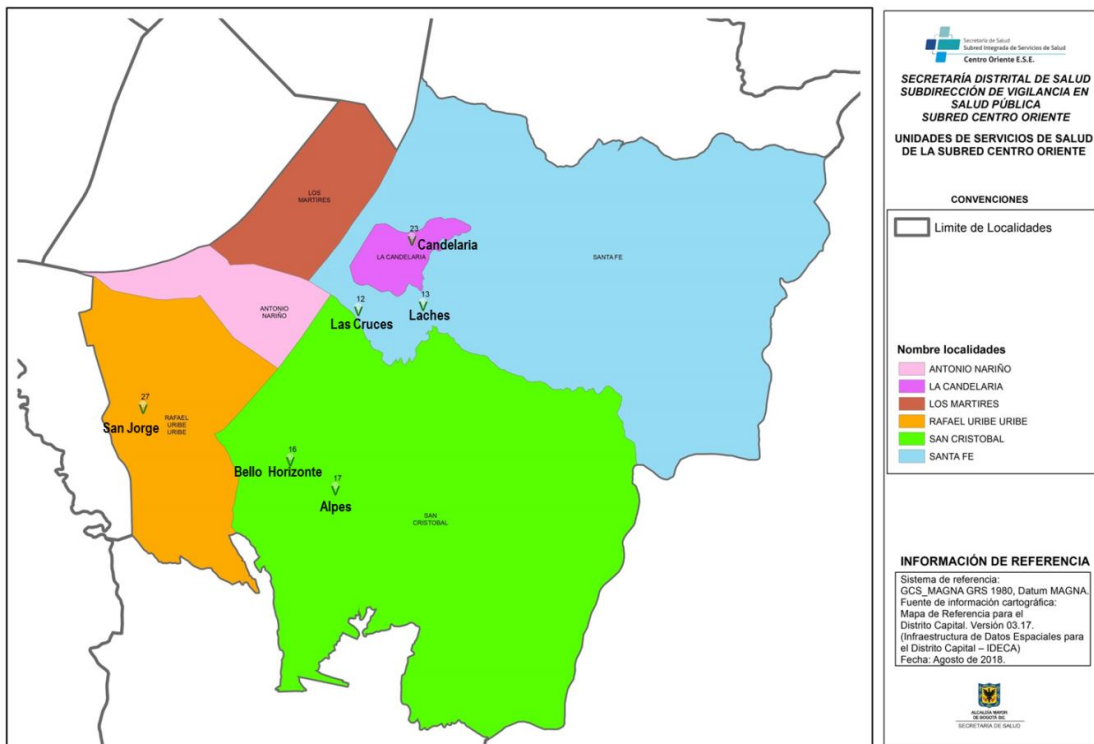 LOS
MARTIRES
23
Candelaria
LA CANDELARIA
SANTA FE
12
Las Cruces
13
Laches
ANTONIO
NARIÑO
27
San Jorge
RAFAEL
URIBE
URIBE
16
Bello Horizonte
17
Alpes
SAN
CRISTOBAL
Secretaría de Salud
Subred Integrada de Servicios de Salud
Centro Oriente E.S.E.
SECRETARÍA DISTRITAL DE SALUD
SUBDIRECCIÓN DE VIGILANCIA EN
SALUD PÚBLICA
SUBRED CENTRO ORIENTE
UNIDADES DE SERVICIOS DE SALUD
DE LA SUBRED CENTRO ORIENTE
CONVENCIONES
Limite de Localidades
Nombre localidades
ANTONIO NARIÑO
LA CANDELARIA
LOS MARTIRES
RAFAEL URIBE URIBE
SAN CRISTOBAL
SANTA FE
INFORMACIÓN DE REFERENCIA
Sistema de referencia:
GCS_MAGNA GRS 1980, Datum MAGNA.
Fuente de información cartográfica:
Mapa de Referencia para el
Distrito Capital. Versión 03.17.
(Infraestructura de Datos Espaciales para
el Distrito Capital – IDECA)
Fecha: Agosto de 2018.
ALCALDÍA MAYOR
DE BOGOTÁ D.C.
SECRETARÍA DE SALUD